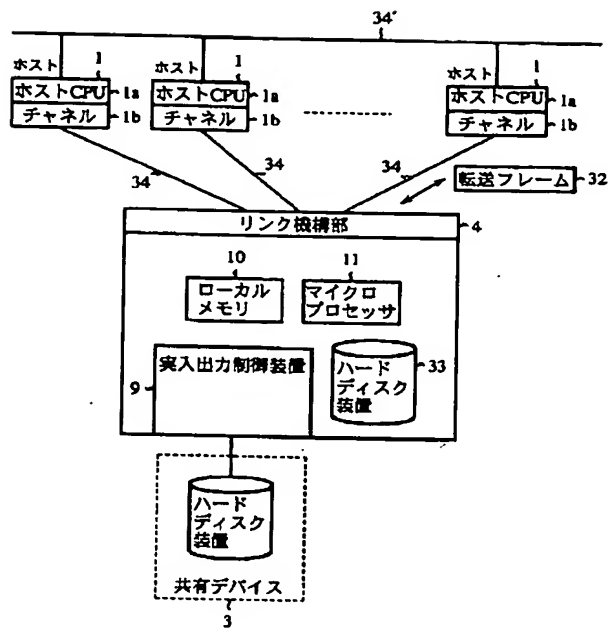 34'
ホスト 1 ホスト 1 ホスト 1
ホストCPU 1a ホストCPU 1a ホストCPU 1a
チャネル 1b チャネル 1b チャネル 1b
34 34 34 転送フレーム 32
リンク機構部 4
10 11
ローカル
メモリ
マイクロ
プロセッサ
9 実入出力制御装置
ハード
ディスク
装置
33
ハード
ディスク
装置
共有デバイス
3